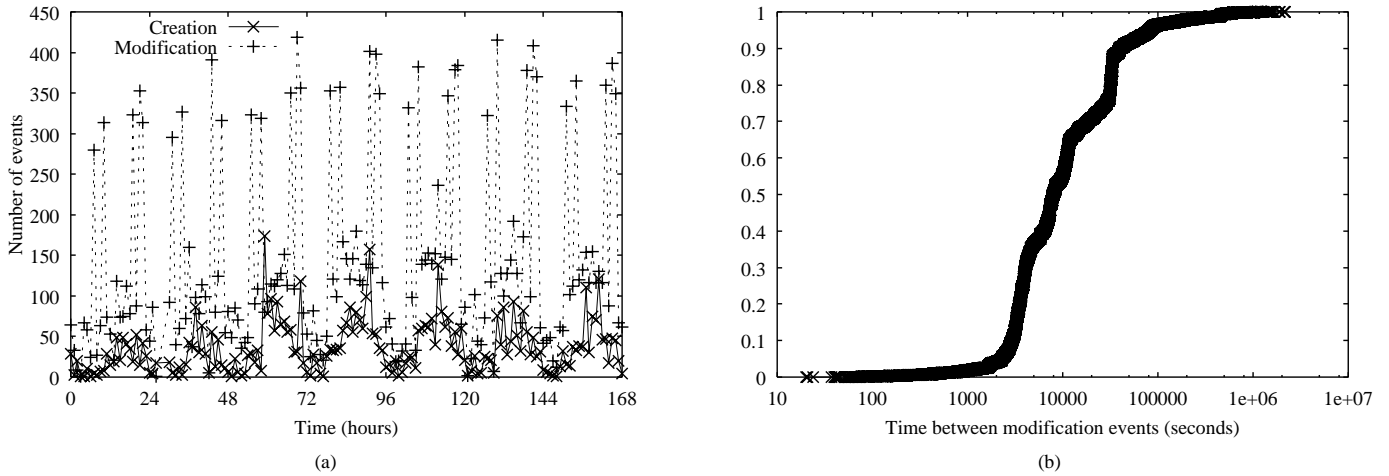 450
400
350
300
250
200
150
100
50
0
Number of events
Creation
Modification
0 24 48 72 96 120 144 168
Time (hours)
(a)
1
0.9
0.8
0.7
0.6
0.5
0.4
0.3
0.2
0.1
0
10 100 1000 10000 100000 1e+06 1e+07
Time between modification events (seconds)
(b)